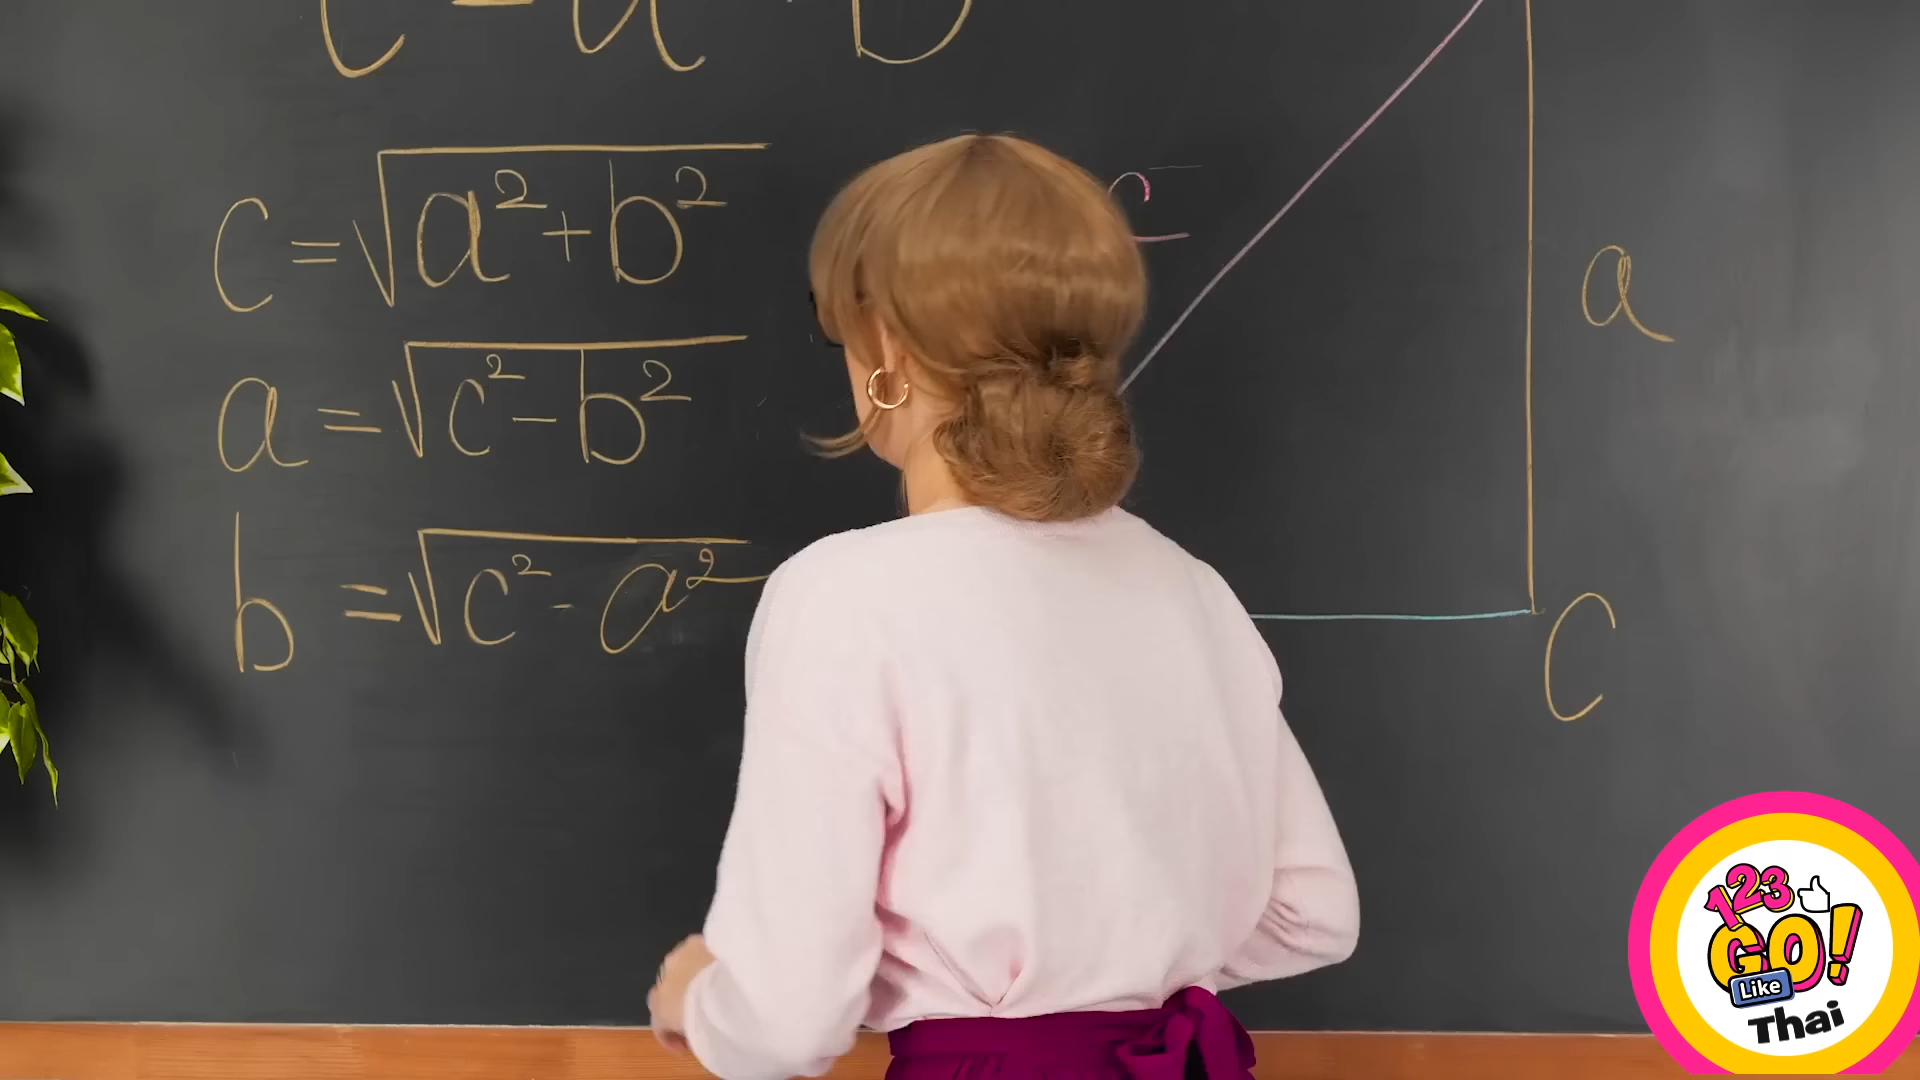 c = √a²+b²
a
a = √c²-b²
b = √c²-a²
C
123
GO!
Like
Thai